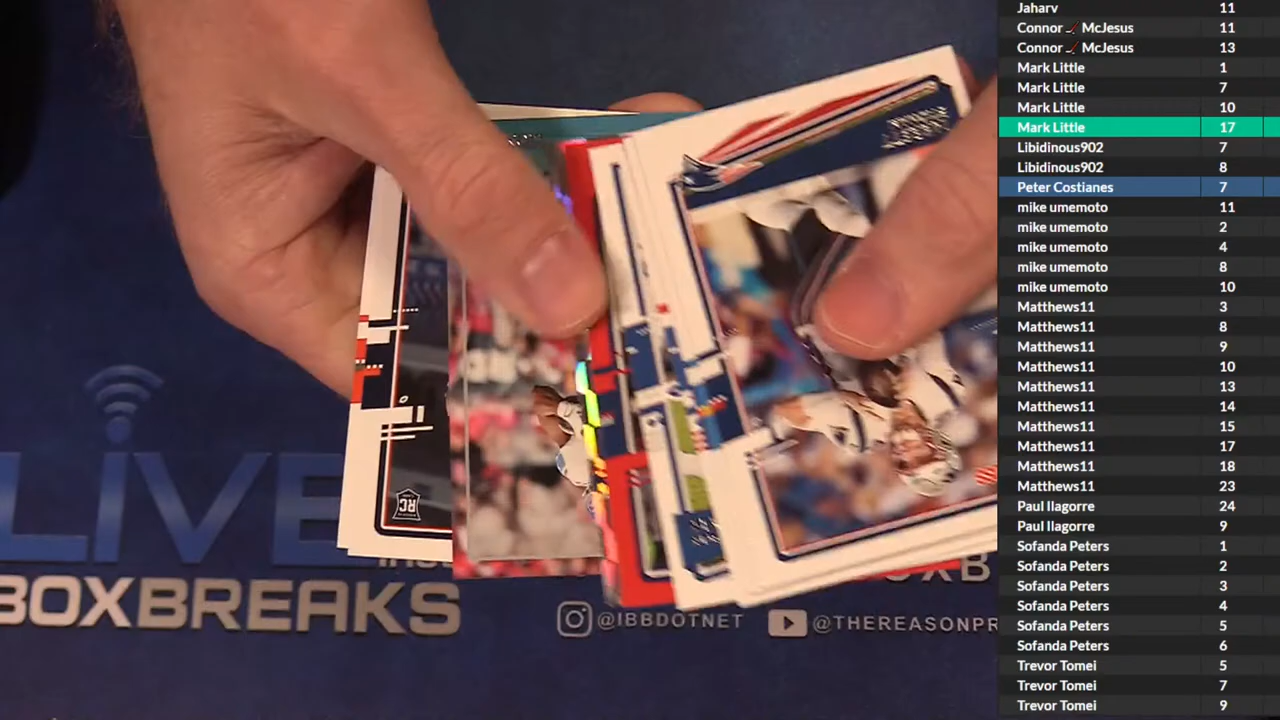 Jaharv 11
Connor McJesus 11
Connor McJesus 13
Mark Little 1
Mark Little 7
Mark Little 10
Mark Little 17
Libidinous902 7
Libidinous902 8
Peter Costianes 7
mike umemoto 11
mike umemoto 2
mike umemoto 4
mike umemoto 8
mike umemoto 10
Matthews11 3
Matthews11 8
Matthews11 9
Matthews11 10
Matthews11 13
Matthews11 14
Matthews11 15
Matthews11 17
Matthews11 18
Matthews11 23
Paul llagorre 24
Paul llagorre 9
Sofanda Peters 1
Sofanda Peters 2
Sofanda Peters 3
Sofanda Peters 4
Sofanda Peters 5
Sofanda Peters 6
Trevor Tomei 5
Trevor Tomei 7
Trevor Tomei 9
RC
LIVE
BOXBREAKS
@IBBDOTNET
@THEREASONPR